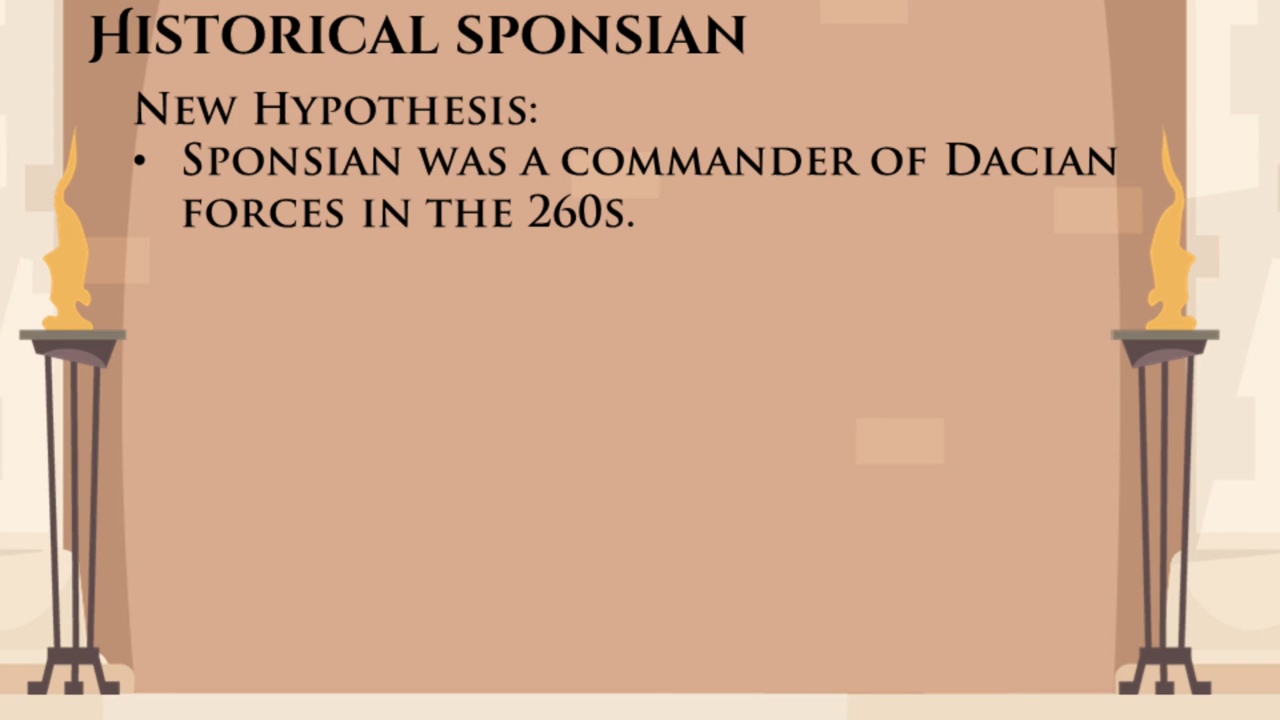 Historical sponsian
New Hypothesis:
• Sponsian was a commander of Dacian
forces in the 260s.